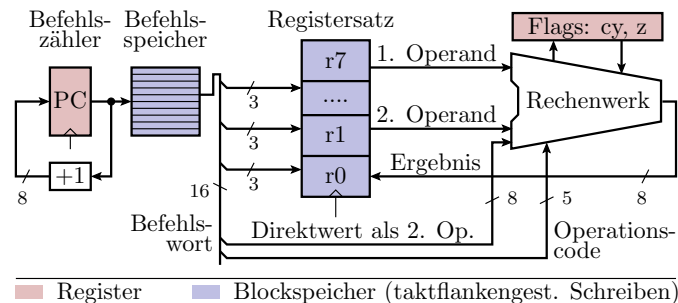 Befehls-
zähler
Befehls-
speicher
Registersatz
Flags: cy, z
PC
+1
8
16
3
3
3
r7
....
r1
r0
1. Operand
2. Operand
Ergebnis
Rechenwerk
8
5
8
Befehls-
wort
Direktwert als 2. Op.
Operations-
code
Register
Blockspeicher (taktflankengest. Schreiben)